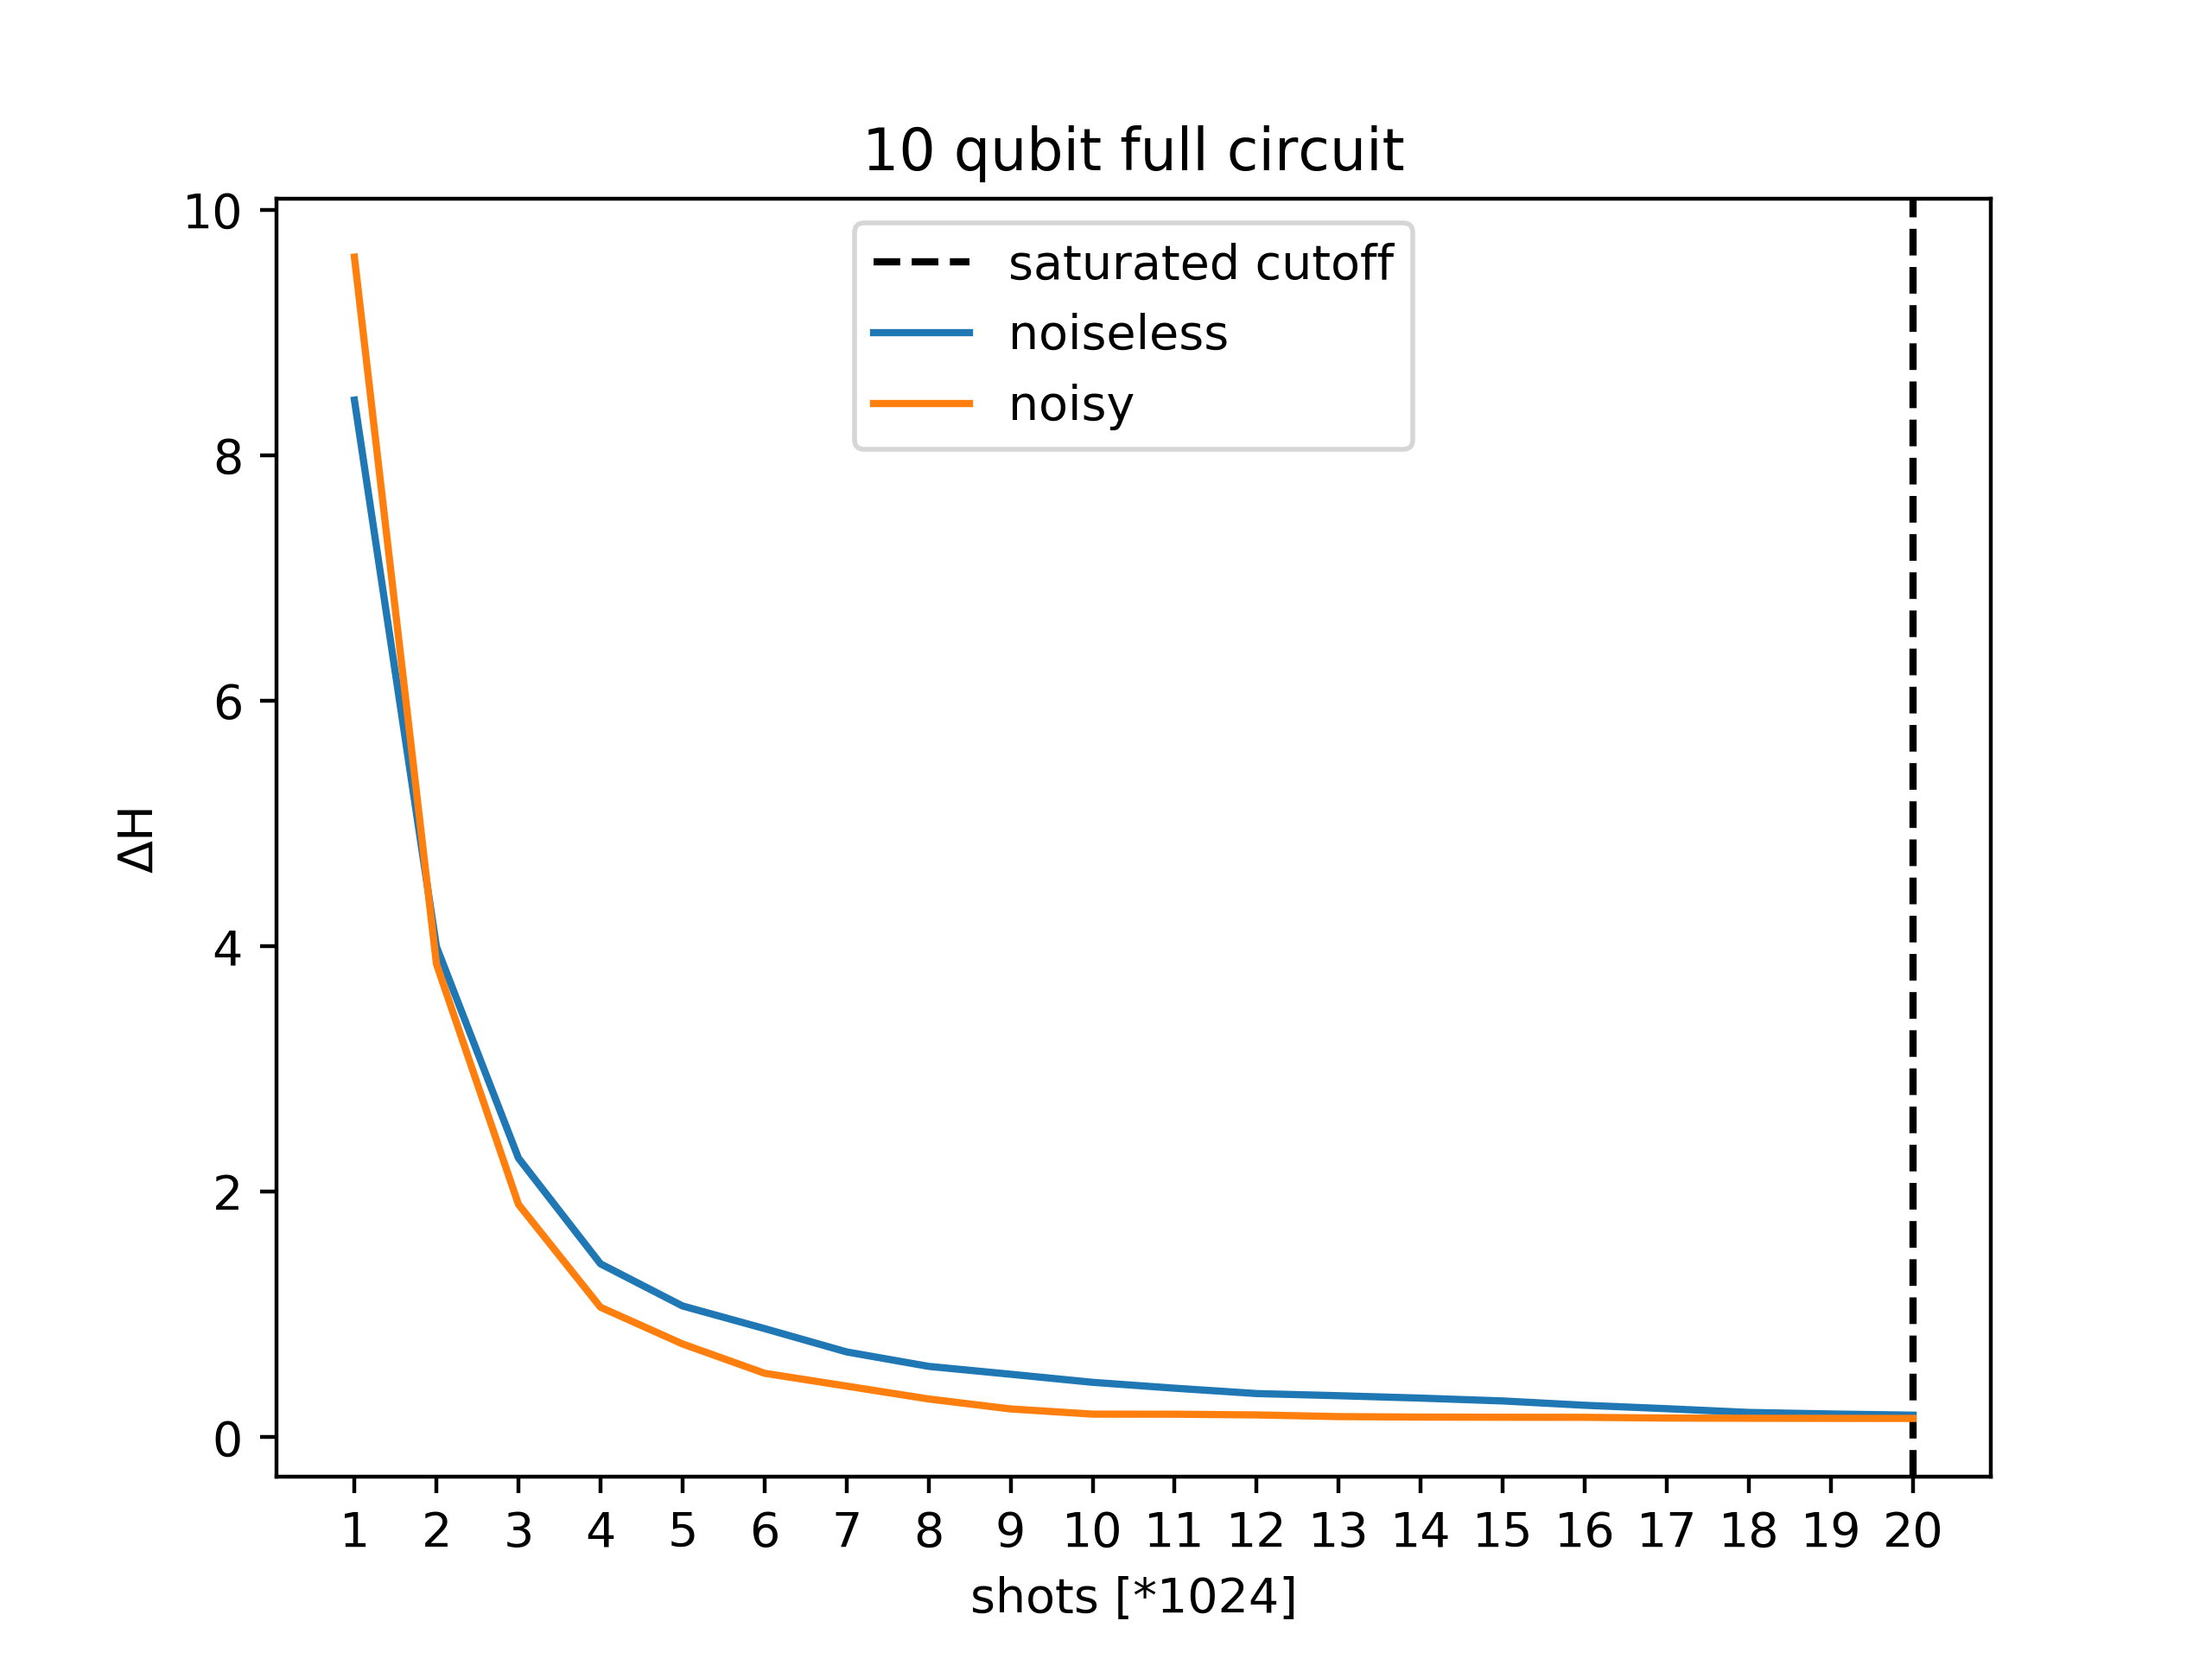 10 qubit full circuit
saturated cutoff
noiseless
noisy
10
8
6
4
2
0
ΔH
1 2 3 4 5 6 7 8 9 10 11 12 13 14 15 16 17 18 19 20
shots [*1024]